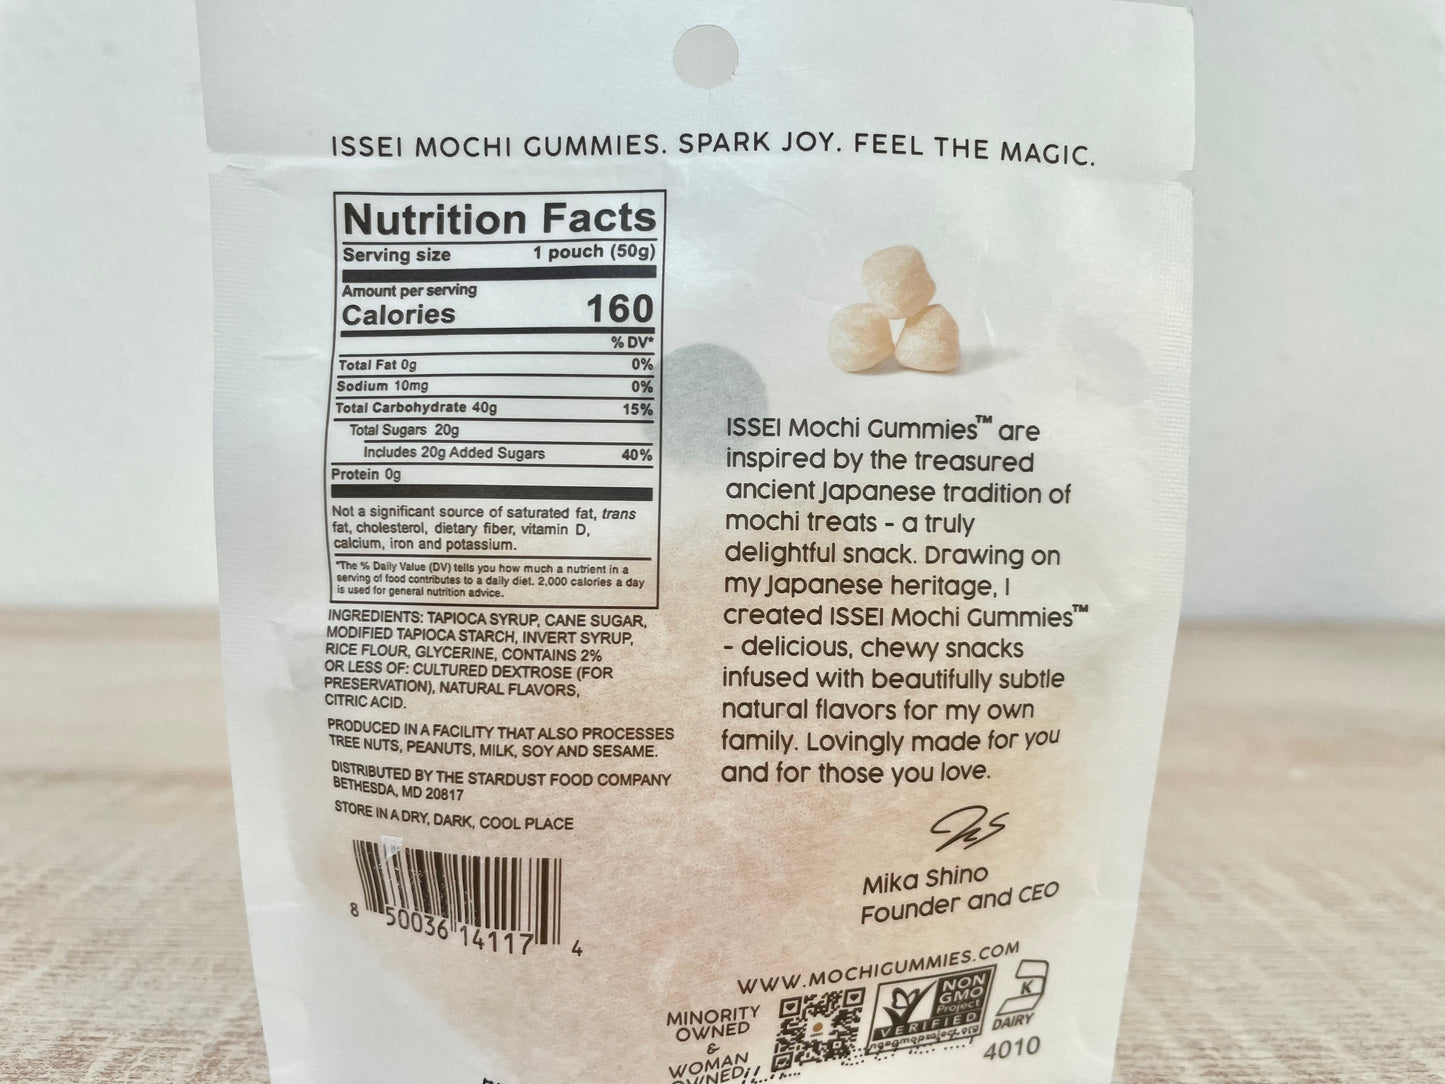 ISSEI MOCHI GUMMIES. SPARK JOY. FEEL THE MAGIC.
Nutrition Facts
Serving size 1 pouch (50g)
Amount per serving
Calories 160
% DV*
Total Fat 0g 0%
Sodium 10mg 0%
Total Carbohydrate 40g 15%
Total Sugars 20g
Includes 20g Added Sugars 40%
Protein 0g
Not a significant source of saturated fat, trans
fat, cholesterol, dietary fiber, vitamin D,
calcium, iron and potassium.
*The % Daily Value (DV) tells you how much a nutrient in a
serving of food contributes to a daily diet. 2,000 calories a day
is used for general nutrition advice.
INGREDIENTS: TAPIOCA SYRUP, CANE SUGAR,
MODIFIED TAPIOCA STARCH, INVERT SYRUP,
RICE FLOUR, GLYCERINE, CONTAINS 2%
OR LESS OF: CULTURED DEXTROSE (FOR
PRESERVATION), NATURAL FLAVORS,
CITRIC ACID.
PRODUCED IN A FACILITY THAT ALSO PROCESSES
TREE NUTS, PEANUTS, MILK, SOY AND SESAME.
DISTRIBUTED BY THE STARDUST FOOD COMPANY
BETHESDA, MD 20817
STORE IN A DRY, DARK, COOL PLACE
8 50036 14117 4
ISSEI Mochi Gummies™ are
inspired by the treasured
ancient Japanese tradition of
mochi treats - a truly
delightful snack. Drawing on
my Japanese heritage, I
created ISSEI Mochi Gummies™
- delicious, chewy snacks
infused with beautifully subtle
natural flavors for my own
family. Lovingly made for you
and for those you love.
Mika Shino
Founder and CEO
WWW.MOCHIGUMMIES.COM
MINORITY
OWNED
&
WOMAN
OWNED
NON
GMO
Project
VERIFIED
K
DAIRY
4010